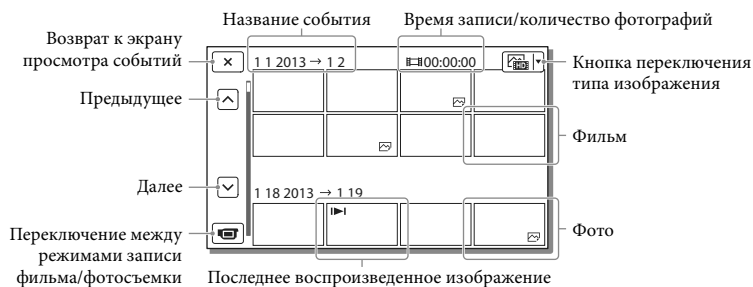 Название события
Время записи/количество фотографий
Возврат к экрану
просмотра событий
1 1 2013 → 1 2
00:00:00
HD
Кнопка переключения
типа изображения
Предыдущее
Фильм
Далее
1 18 2013 → 1 19
Переключение между
режимами записи
фильма/фотосъемки
Фото
Последнее воспроизведенное изображение